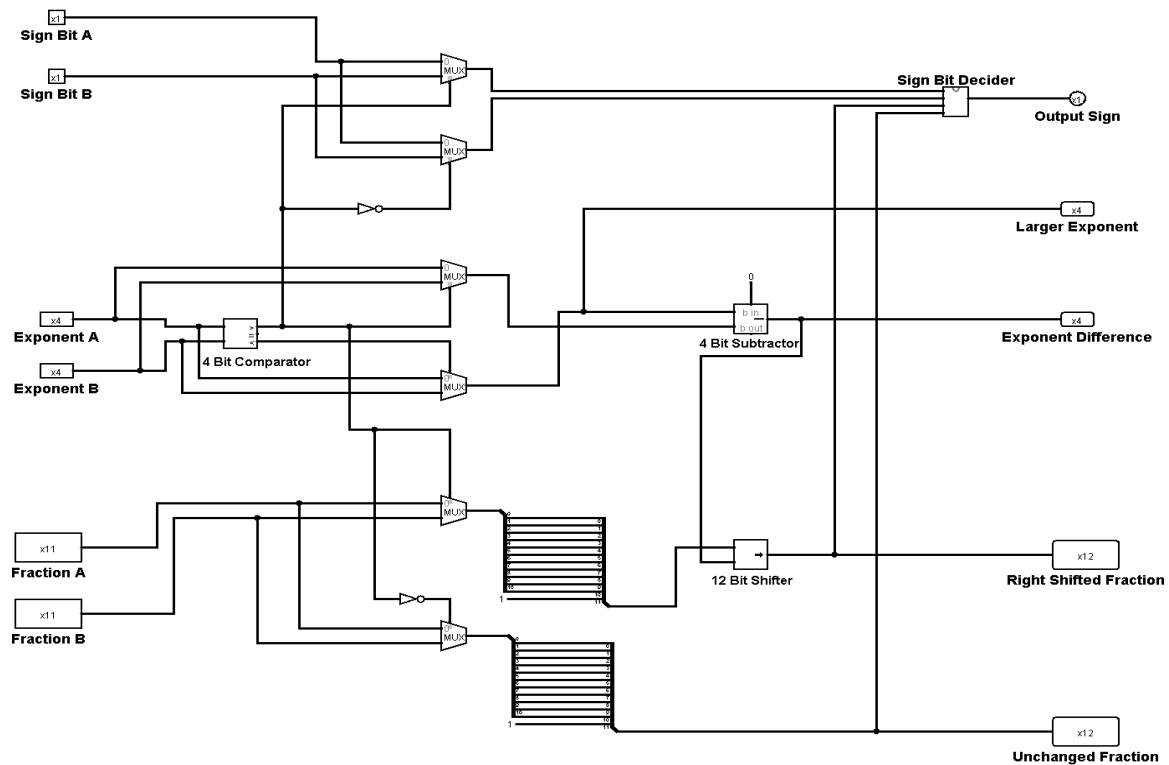 x1
Sign Bit A
x1
Sign Bit B
MUX
Sign Bit Decider
x1
Output Sign
MUX
x4
Larger Exponent
MUX
0
x4
Exponent A
4 Bit Comparator
b in
b out
4 Bit Subtractor
x4
Exponent Difference
x4
Exponent B
MUX
MUX
x11
Fraction A
1
12 Bit Shifter
x12
Right Shifted Fraction
x11
Fraction B
MUX
1
x12
Unchanged Fraction